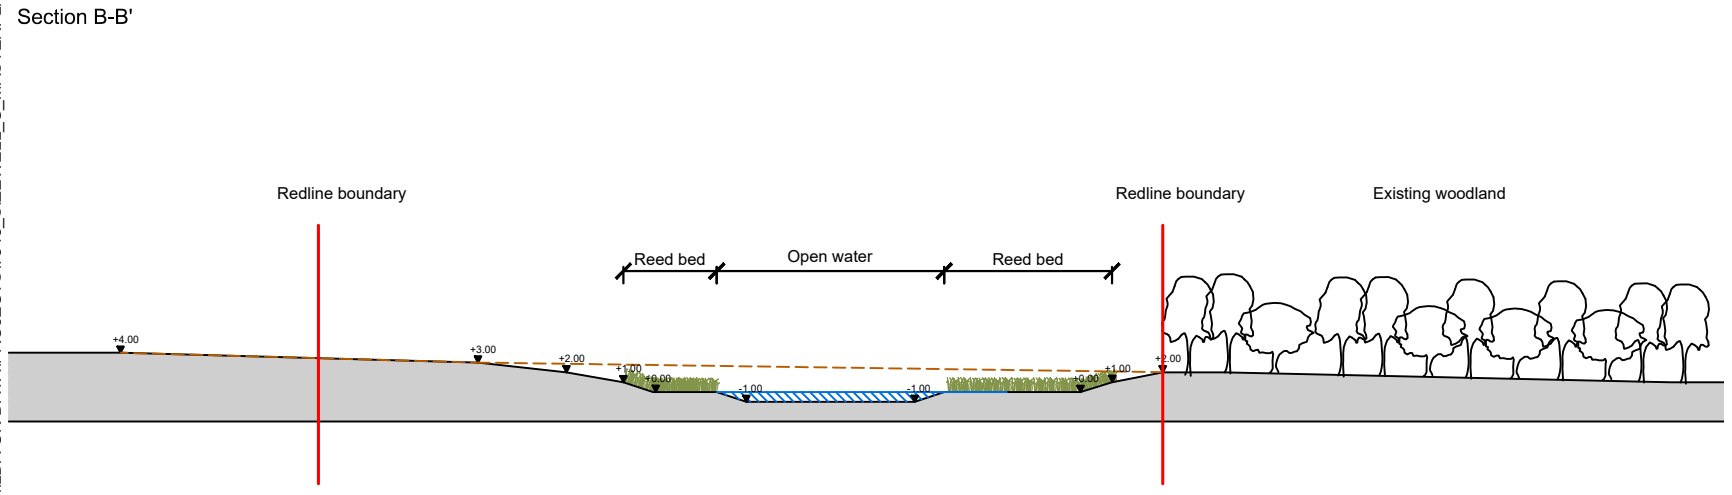 Section B-B'
Redline boundary
Redline boundary
Existing woodland
Reed bed
Open water
Reed bed
+4.00
+3.00
+2.00
+1.00
+0.00
-1.00
-1.00
+0.00
+1.00
+2.00